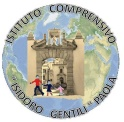 ISTITUTO COMPRENSIVO
ISIDORO GENTILI - PAOLA